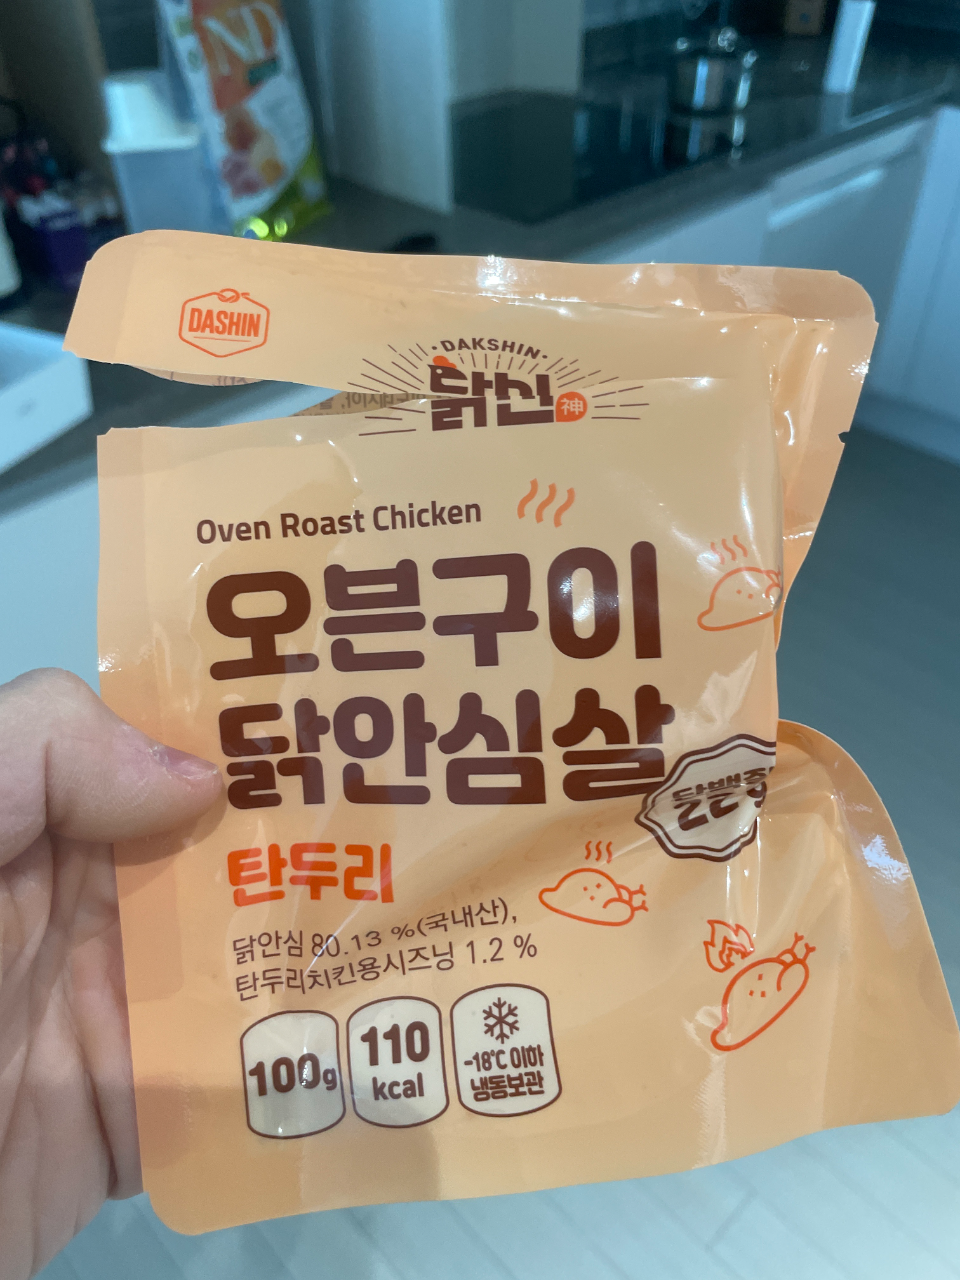 DASHIN
DAKSHIN
닭신
神
Oven Roast Chicken
오븐구이
닭안심살
탄두리
닭안심 80.13 %(국내산),
탄두리치킨용시즈닝 1.2 %
100g
110
kcal
-18℃ 이하
냉동보관